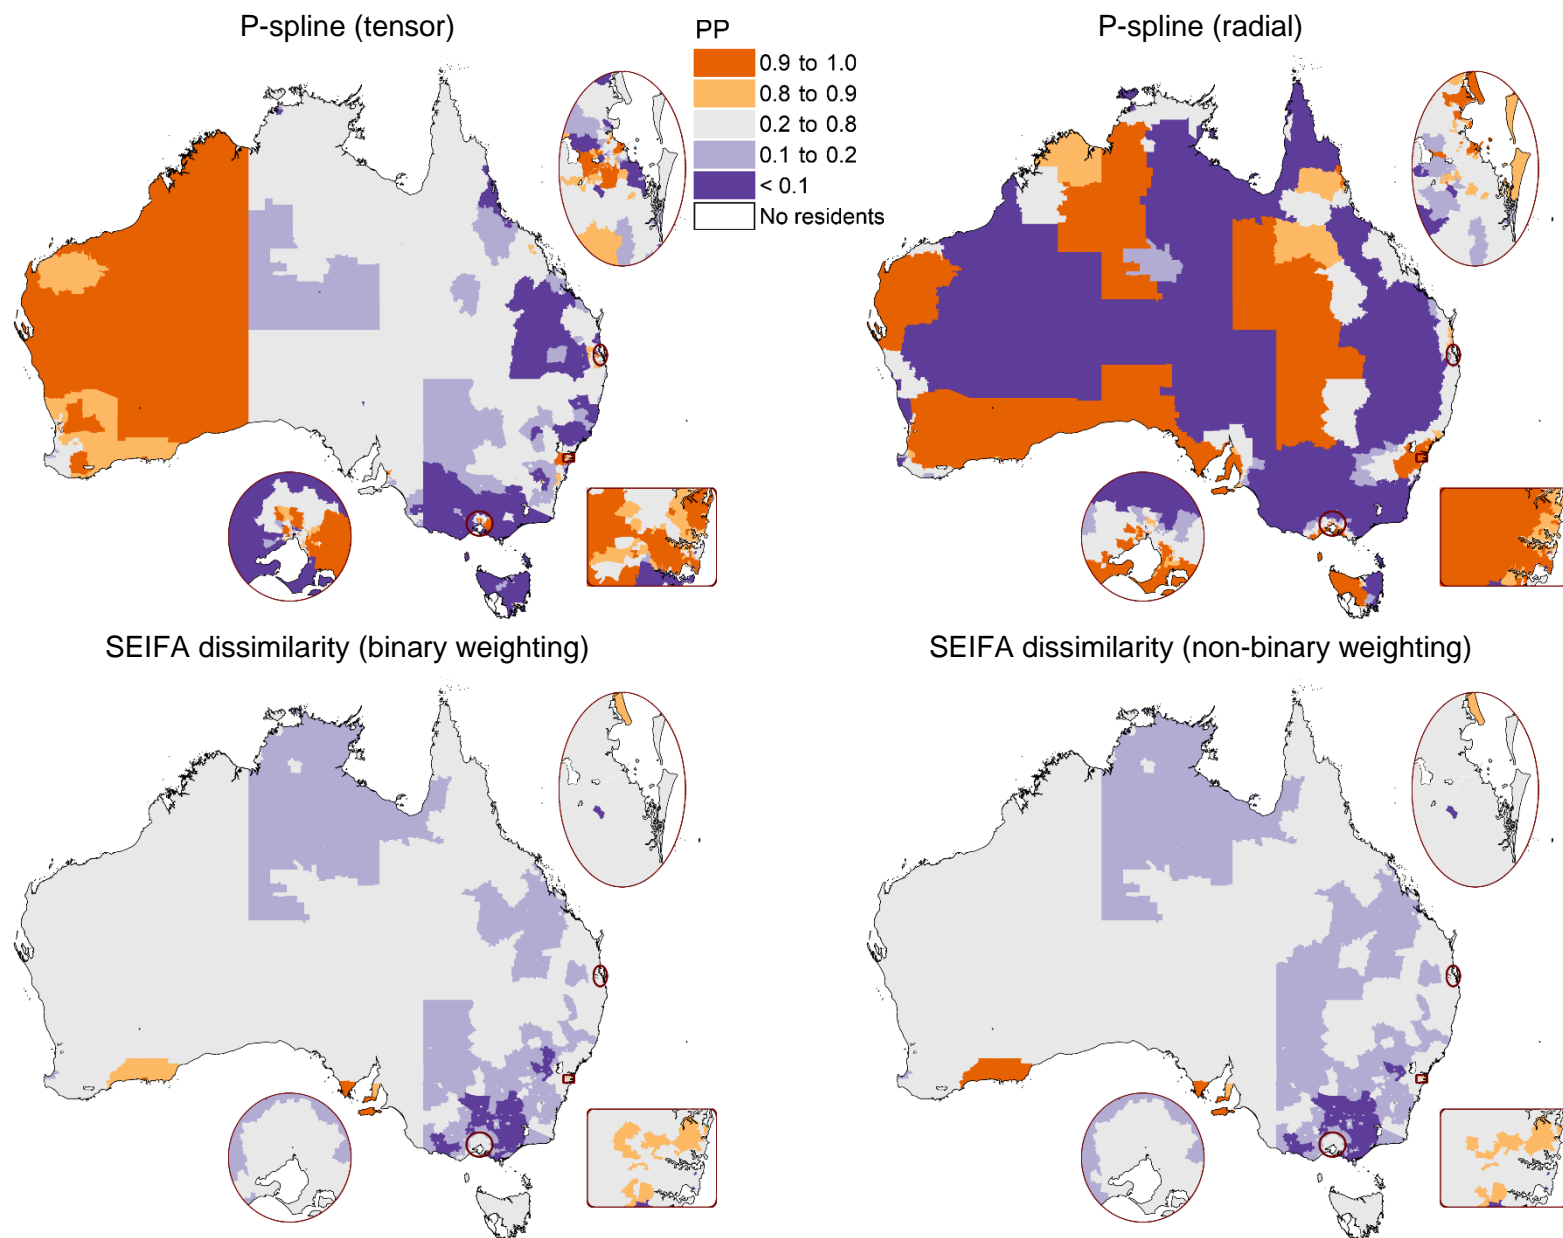 P-spline (tensor)
PP
0.9 to 1.0
0.8 to 0.9
0.2 to 0.8
0.1 to 0.2
< 0.1
No residents
P-spline (radial)
SEIFA dissimilarity (binary weighting)
SEIFA dissimilarity (non-binary weighting)